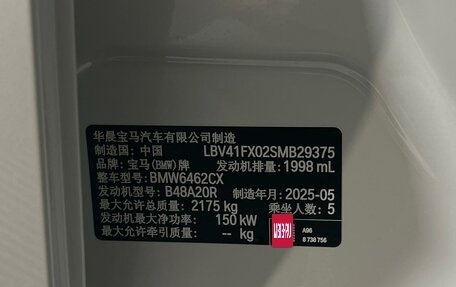 华晨宝马汽车有限公司制造
制造国：中国 LBV41FX02SMB29375
品牌：宝马(BMW)牌 发动机排量：1998 mL
整车型号：BMW6462CX
发动机型号：B48A20R 制造年月：2025-05
最大允许总质量：2175 kg 乘坐人数：5
发动机最大净功率：150 kW
最大允许牵引质量：-- kg
A96
8 738 756